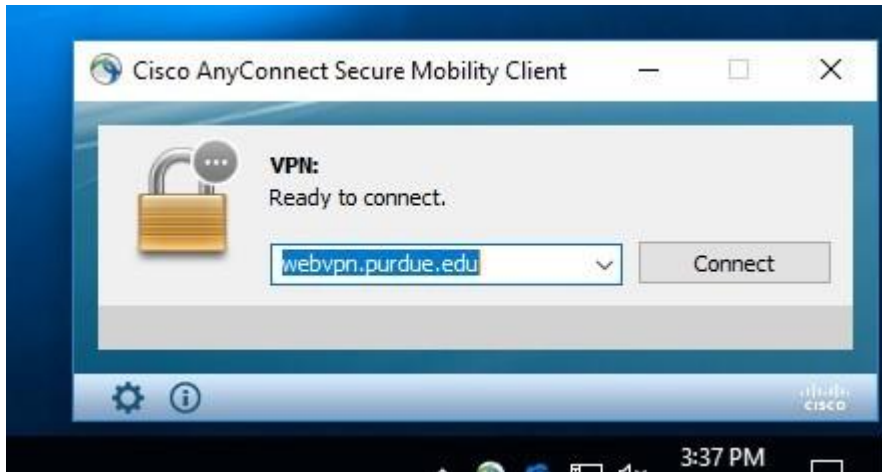 Cisco AnyConnect Secure Mobility Client
VPN:
Ready to connect.
webvpn.purdue.edu
Connect
cisco
3:37 PM